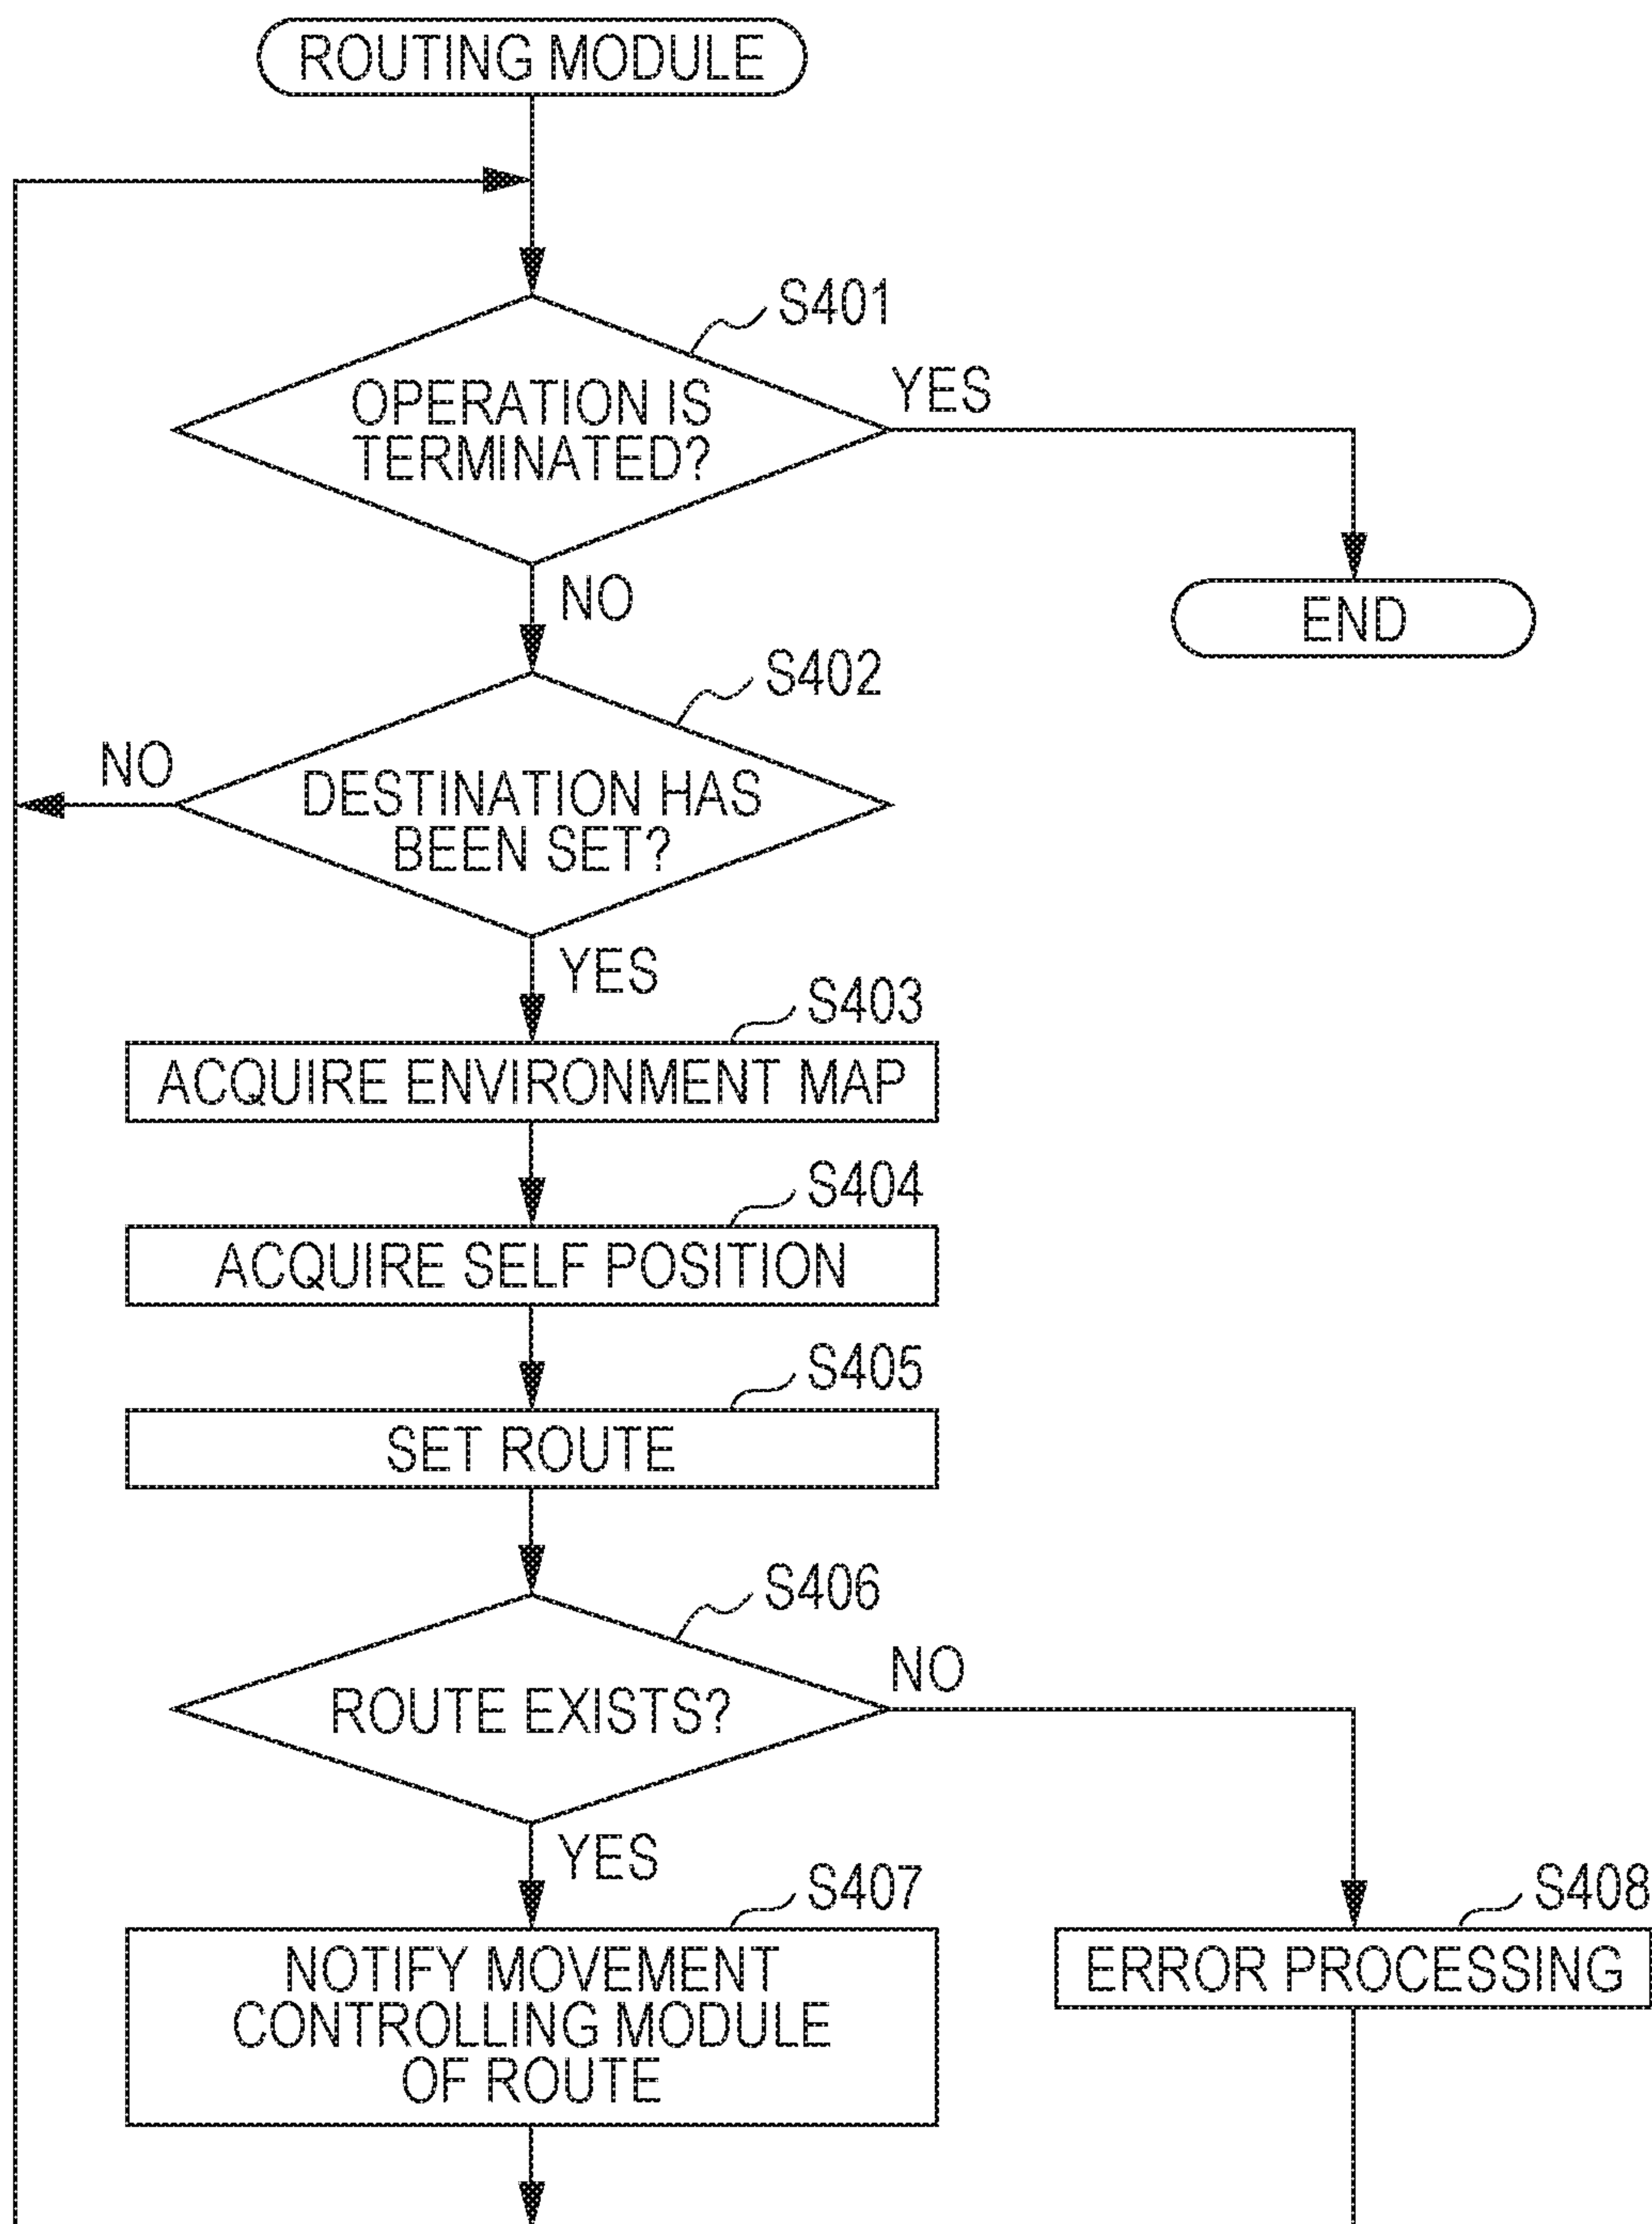 ROUTING MODULE
S401
OPERATION IS
TERMINATED?
YES
NO
END
S402
NO
DESTINATION HAS
BEEN SET?
YES
S403
ACQUIRE ENVIRONMENT MAP
S404
ACQUIRE SELF POSITION
S405
SET ROUTE
S406
NO
ROUTE EXISTS?
YES
S407
NOTIFY MOVEMENT
CONTROLLING MODULE
OF ROUTE
S408
ERROR PROCESSING